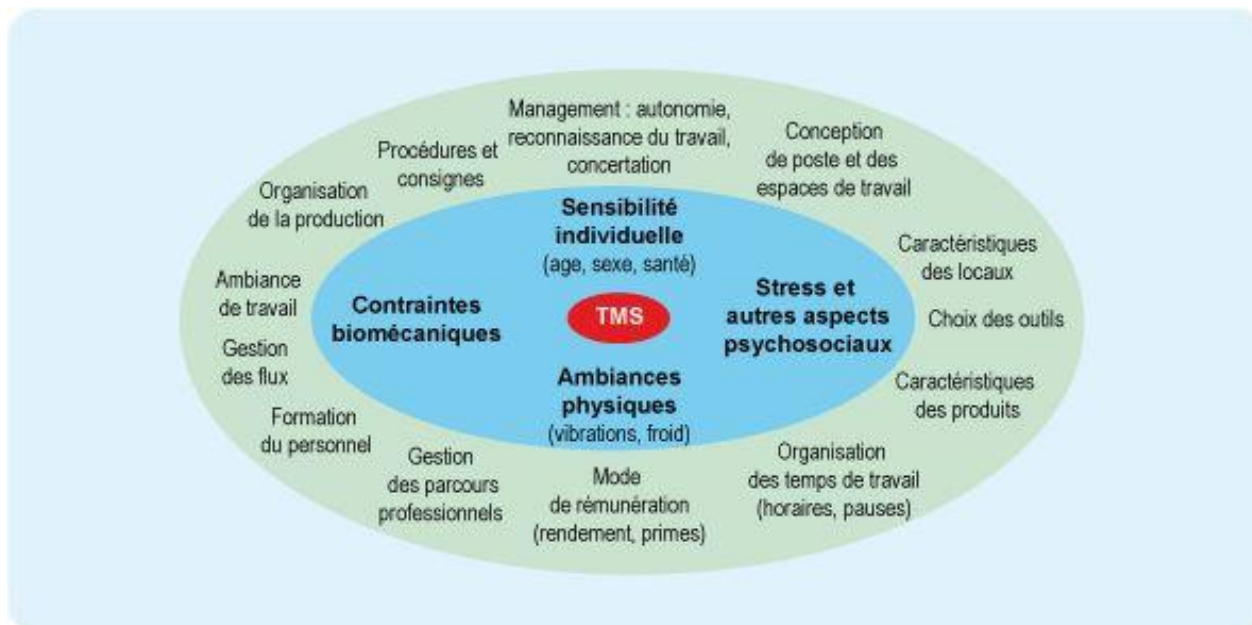 Management : autonomie,
reconnaissance du travail,
concertation
Conception
de poste et des
espaces de travail
Procédures et
consignes
Organisation
de la production
Sensibilité
individuelle
(age, sexe, santé)
Caractéristiques
des locaux
Ambiance
de travail
Contraintes
biomécaniques
TMS
Stress et
autres aspects
psychosociaux
Choix des outils
Gestion
des flux
Ambiances
physiques
(vibrations, froid)
Caractéristiques
des produits
Formation
du personnel
Gestion
des parcours
professionnels
Mode
de rémunération
(rendement, primes)
Organisation
des temps de travail
(horaires, pauses)